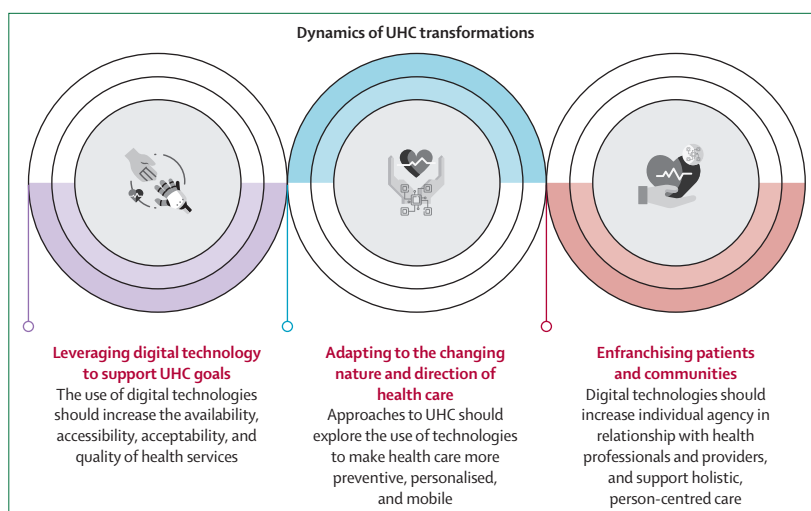 Dynamics of UHC transformations
Leveraging digital technology
to support UHC goals
The use of digital technologies
should increase the availability,
accessibility, acceptability, and
quality of health services
Adapting to the changing
nature and direction of
health care
Approaches to UHC should
explore the use of technologies
to make health care more
preventive, personalised,
and mobile
Enfranchising patients
and communities
Digital technologies should
increase individual agency in
relationship with health
professionals and providers,
and support holistic,
person-centred care